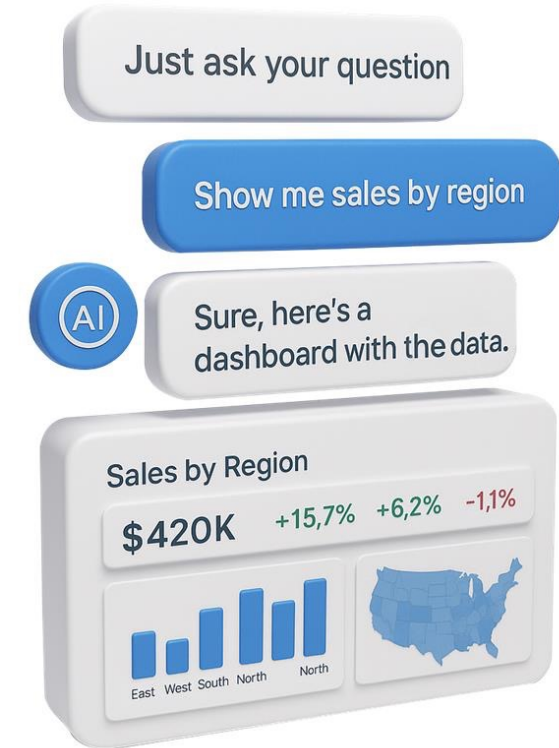 Just ask your question
Show me sales by region
AI
Sure, here's a
dashboard with the data.
Sales by Region
$420K +15,7% +6,2% -1,1%
East West South North North